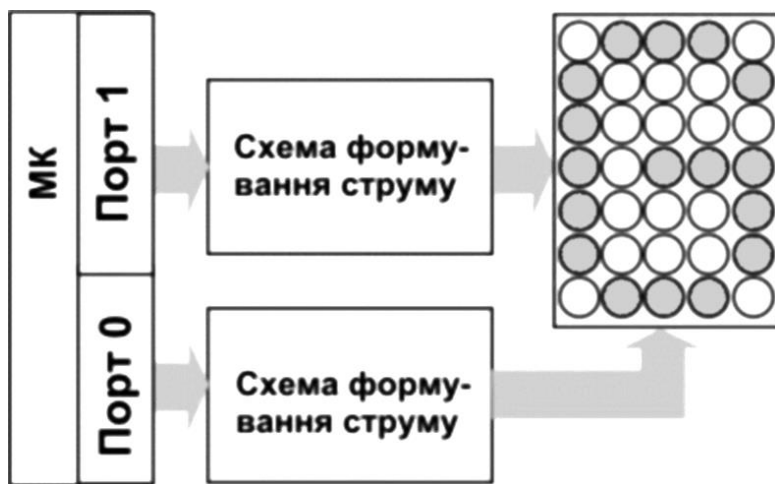 МК
Порт 1
Схема форму-
вання струму
Порт 0
Схема форму-
вання струму